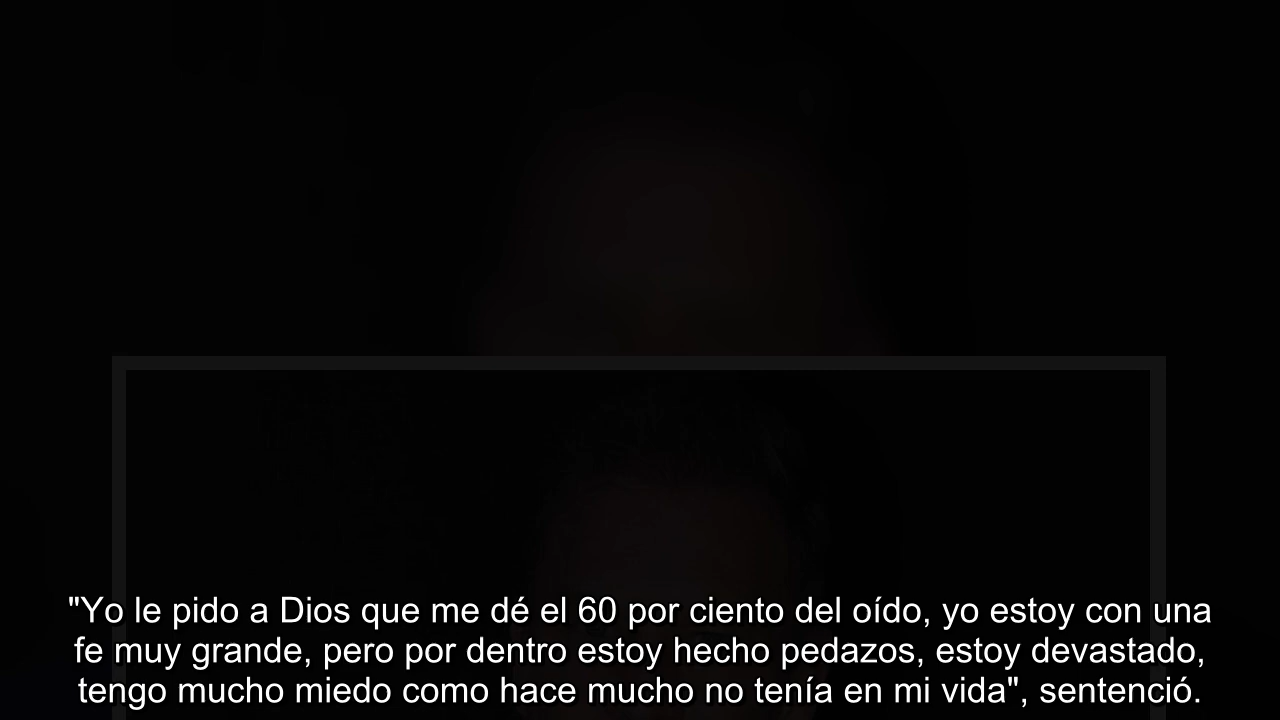 "Yo le pido a Dios que me dé el 60 por ciento del oído, yo estoy con una
fe muy grande, pero por dentro estoy hecho pedazos, estoy devastado,
tengo mucho miedo como hace mucho no tenía en mi vida", sentenció.